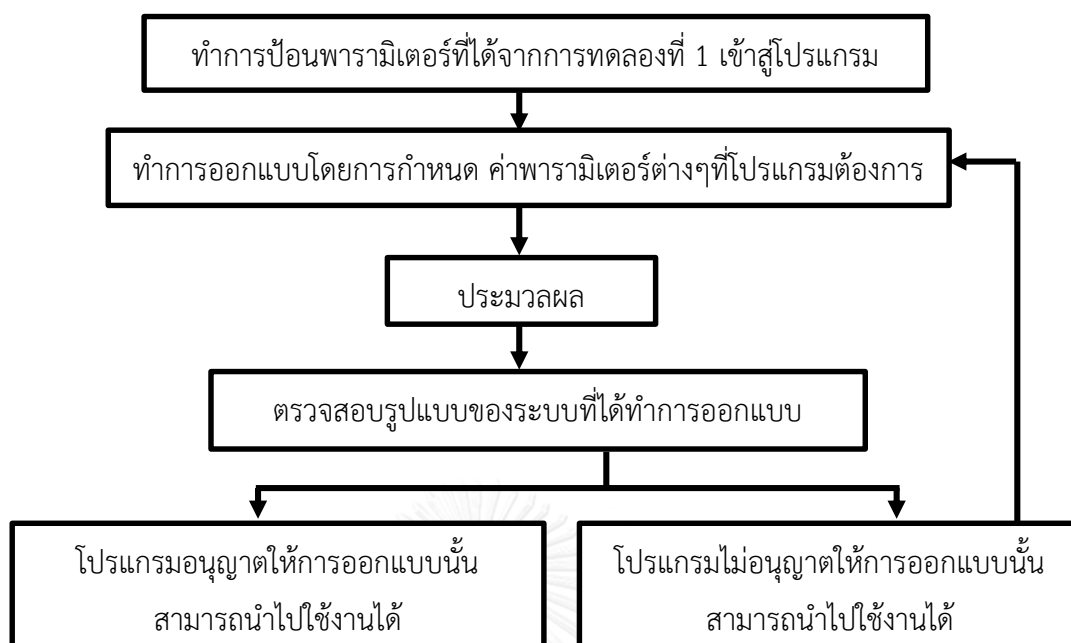 ทำการป้อนพารามิเตอร์ที่ได้จากการทดลองที่ 1 เข้าสู่โปรแกรม
ทำการออกแบบโดยการกำหนด ค่าพารามิเตอร์ต่างๆที่โปรแกรมต้องการ
ประมวลผล
ตรวจสอบรูปแบบของระบบที่ได้ทำการออกแบบ
โปรแกรมอนุญาตให้การออกแบบนั้น
สามารถนำไปใช้งานได้
โปรแกรมไม่อนุญาตให้การออกแบบนั้น
สามารถนำไปใช้งานได้